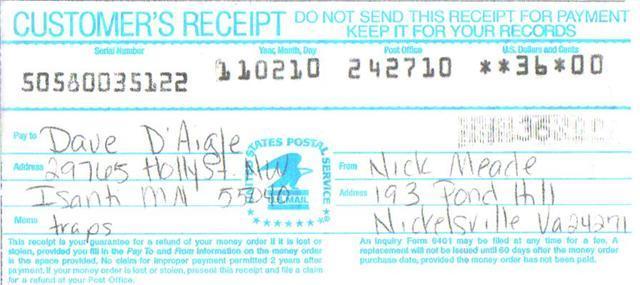 CUSTOMER'S RECEIPT
DO NOT SEND THIS RECEIPT FOR PAYMENT
KEEP IT FOR YOUR RECORDS
Serial Number
Year, Month, Day
Post Office
U.S. Dollars and Cents
50580035122
110210
242710
**36*00
Pay to Dave D'Aigle
Address 29765 Holly St. NW
Isanti MN 55040
Memo traps
STATES POSTAL SERVICE
MAIL
From Nick Meade
Address 193 Pond Hill
Nickelsville Va 24271
This receipt is your guarantee for a refund of your money order if it is lost or
stolen, provided you fill in the Pay To and From information on the money order
in the space provided. No claim for improper payment permitted 2 years after
payment. If your money order is lost or stolen, present this receipt and file a claim
for a refund at your Post Office.
An Inquiry Form 6401 may be filed at any time for a fee. A
replacement will not be issued until 60 days after the money order
purchase date, provided the money order has not been paid.